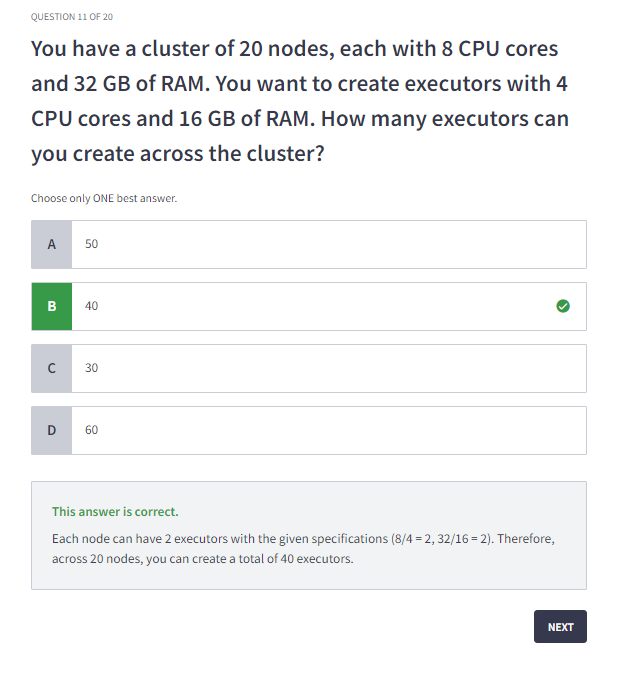 QUESTION 11 OF 20
You have a cluster of 20 nodes, each with 8 CPU cores
and 32 GB of RAM. You want to create executors with 4
CPU cores and 16 GB of RAM. How many executors can
you create across the cluster?
Choose only ONE best answer.
A 50
B 40
C 30
D 60
This answer is correct.
Each node can have 2 executors with the given specifications (8/4 = 2, 32/16 = 2). Therefore,
across 20 nodes, you can create a total of 40 executors.
NEXT